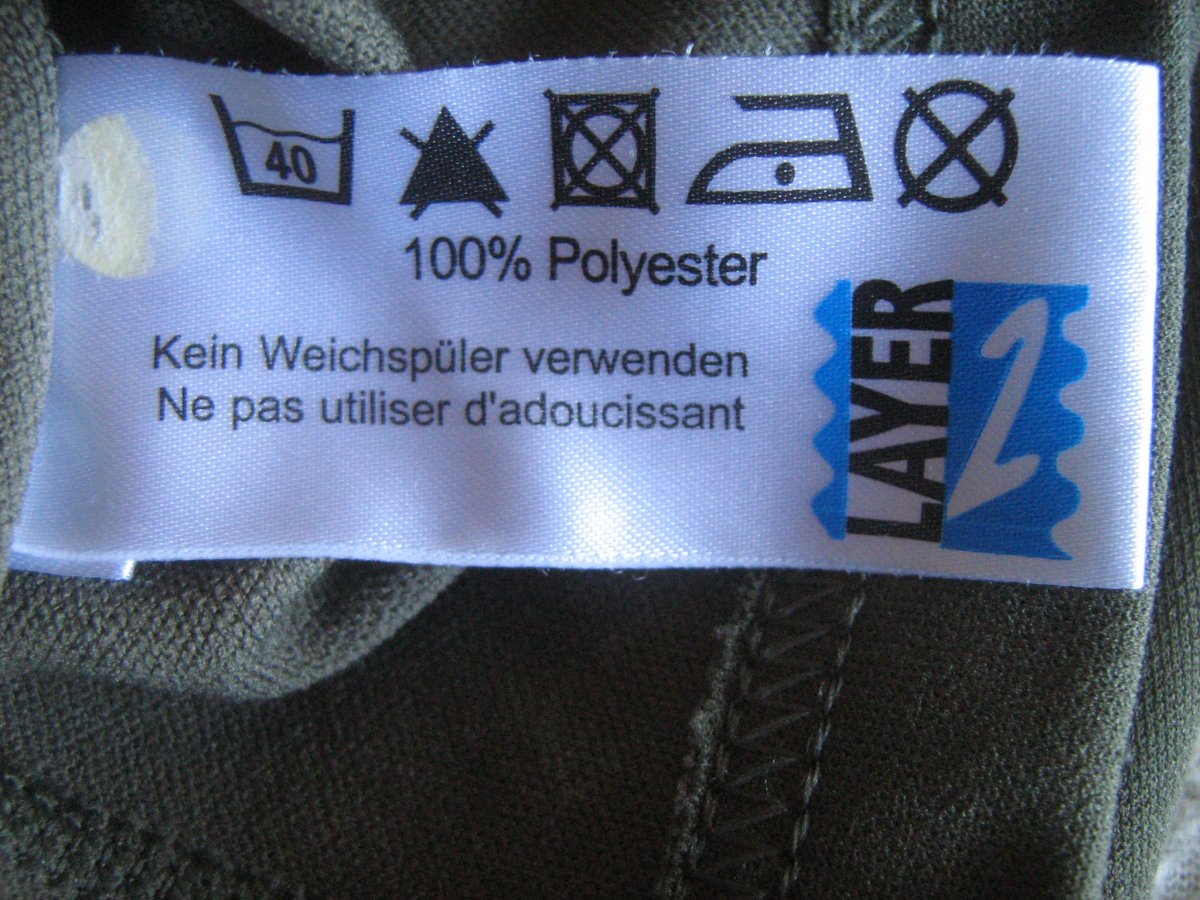 40
100% Polyester
Kein Weichspüler verwenden
Ne pas utiliser d'adoucissant
LAYER 2